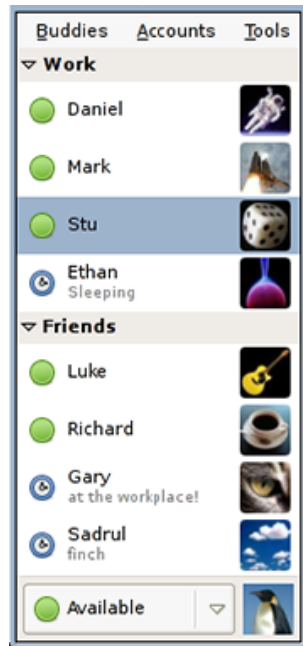 Buddies Accounts Tools
Work
Daniel
Mark
Stu
Ethan
Sleeping
Friends
Luke
Richard
Gary
at the workplace!
Sadrul
finch
Available